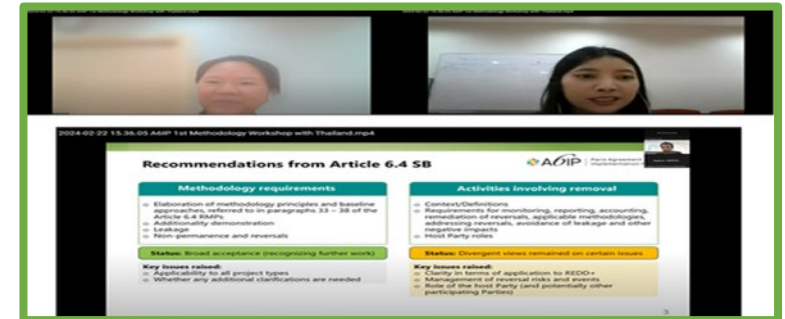 2024-02-22 15.36.05 A6IP 1st Methodology Workshop with Thailand.mp4
Recommendations from Article 6.4 SB
A6IP
Paris Agreement
Methodology requirements
Elaboration of methodology principles and baseline
approaches, referred to in paragraphs 33 – 38 of the
Article 6.4 RMPs
Additionality demonstration
Leakage
Non-permanence and reversals
Status: Broad acceptance (recognizing further work)
Key issues raised:
Applicability to all project types
Whether any additional clarifications are needed
Activities involving removal
Context/Definitions
Requirements for monitoring, reporting, accounting,
remediation of reversals, applicable methodologies,
addressing reversals, avoidance of leakage and other
negative impacts
Host Party roles
Status: Divergent views remained on certain issues
Key issues raised:
Clarity in terms of application to REDD+
Management of reversal risks and events
Role of the host Party (and potentially other
participating Parties)
3